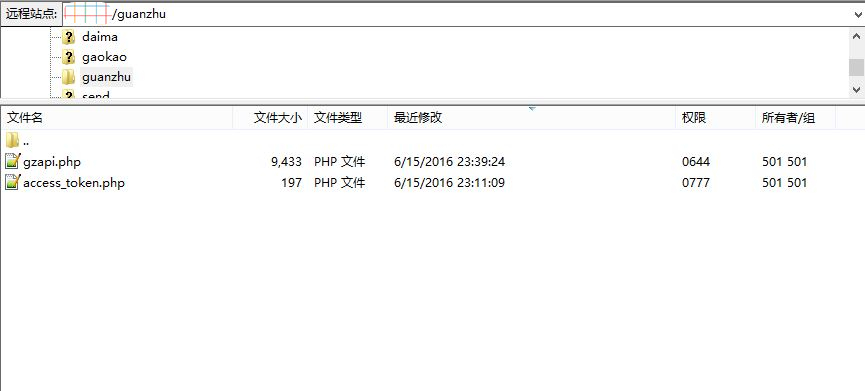 远程站点: /guanzhu
daima
gaokao
guanzhu
send
文件名 文件大小 文件类型 最近修改 权限 所有者/组
..
gzapi.php 9,433 PHP 文件 6/15/2016 23:39:24 0644 501 501
access_token.php 197 PHP 文件 6/15/2016 23:11:09 0777 501 501